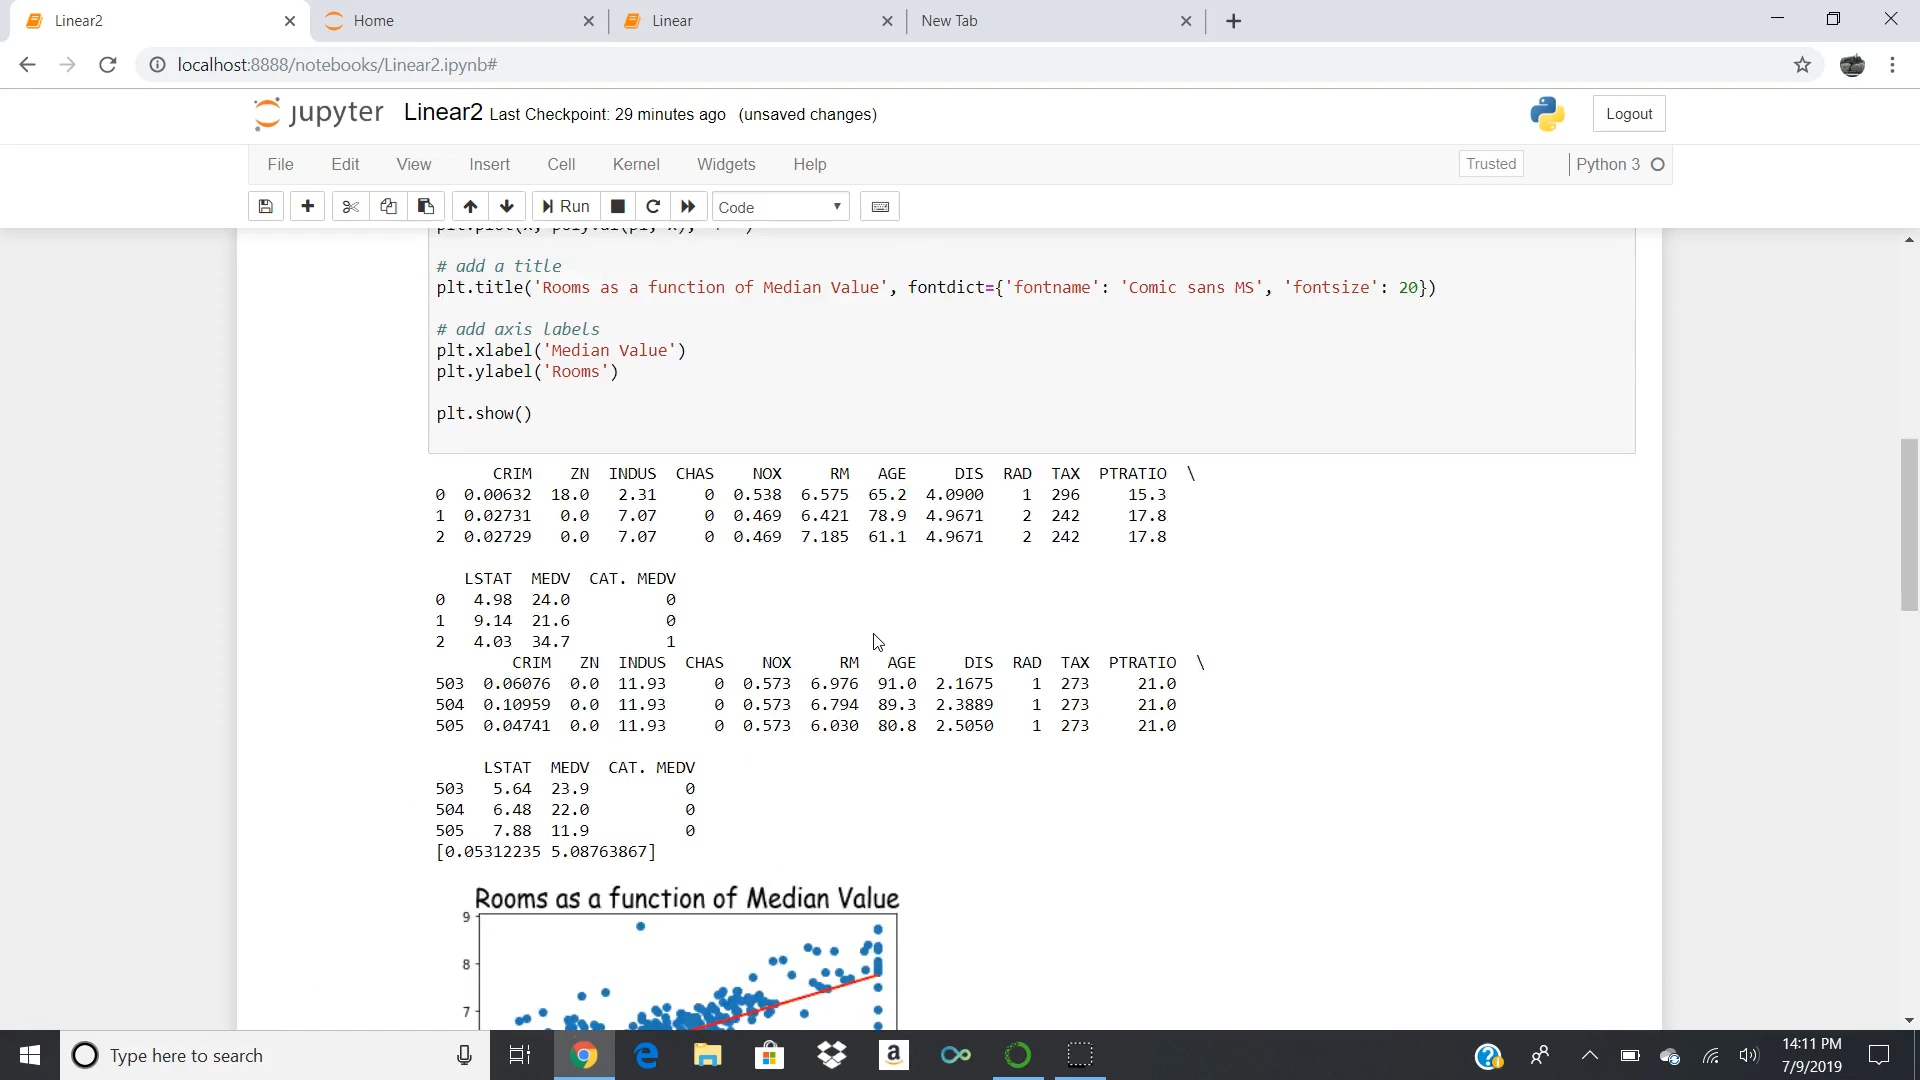 Linear2
Home
Linear
New Tab
localhost:8888/notebooks/Linear2.ipynb#
jupyter Linear2 Last Checkpoint: 29 minutes ago (unsaved changes)
Logout
File Edit View Insert Cell Kernel Widgets Help
Trusted
Python 3
Run
Code
# add a title
plt.title('Rooms as a function of Median Value', fontdict={'fontname': 'Comic sans MS', 'fontsize': 20})
# add axis labels
plt.xlabel('Median Value')
plt.ylabel('Rooms')
plt.show()
CRIM ZN INDUS CHAS NOX RM AGE DIS RAD TAX PTRATIO \
0 0.00632 18.0 2.31 0 0.538 6.575 65.2 4.0900 1 296 15.3
1 0.02731 0.0 7.07 0 0.469 6.421 78.9 4.9671 2 242 17.8
2 0.02729 0.0 7.07 0 0.469 7.185 61.1 4.9671 2 242 17.8
LSTAT MEDV CAT. MEDV
0 4.98 24.0 0
1 9.14 21.6 0
2 4.03 34.7 1
CRIM ZN INDUS CHAS NOX RM AGE DIS RAD TAX PTRATIO \
503 0.06076 0.0 11.93 0 0.573 6.976 91.0 2.1675 1 273 21.0
504 0.10959 0.0 11.93 0 0.573 6.794 89.3 2.3889 1 273 21.0
505 0.04741 0.0 11.93 0 0.573 6.030 80.8 2.5050 1 273 21.0
LSTAT MEDV CAT. MEDV
503 5.64 23.9 0
504 6.48 22.0 0
505 7.88 11.9 0
[0.05312235 5.08763867]
Rooms as a function of Median Value
9
8
7
Type here to search
14:11 PM
7/9/2019